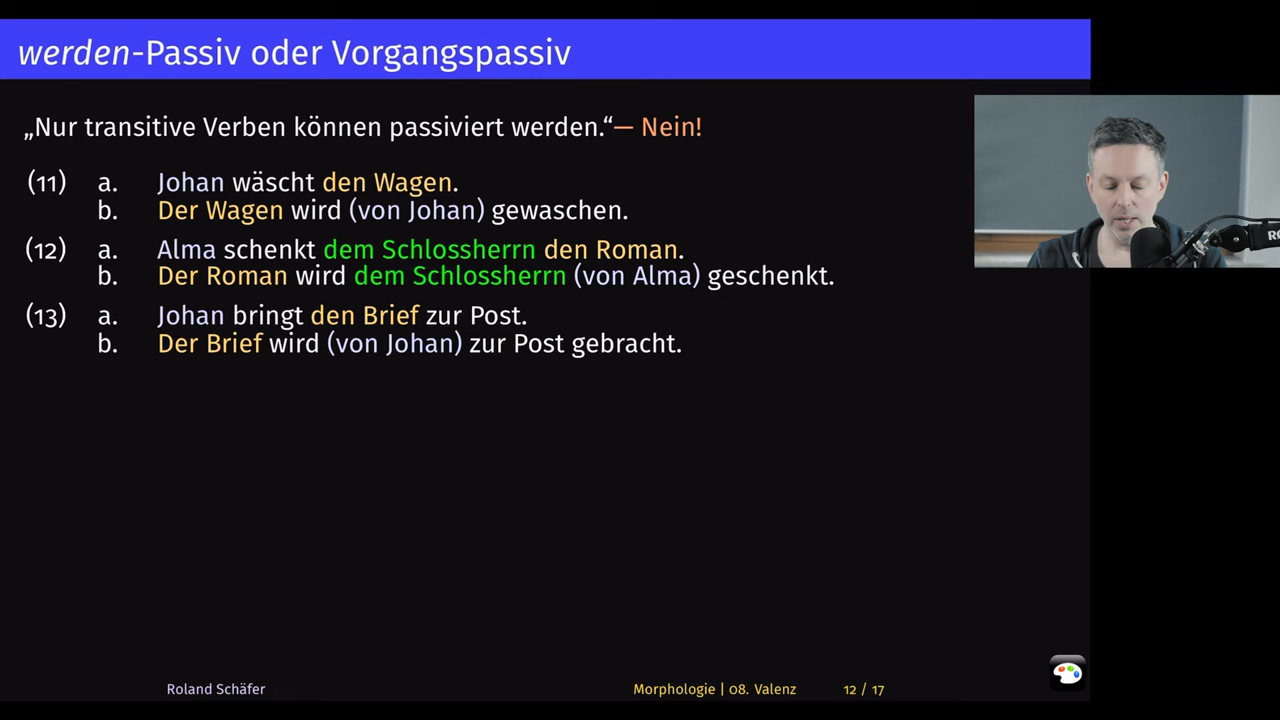 werden-Passiv oder Vorgangspassiv
„Nur transitive Verben können passiviert werden.“— Nein!
(11) a. Johan wäscht den Wagen.
b. Der Wagen wird (von Johan) gewaschen.
(12) a. Alma schenkt dem Schlossherrn den Roman.
b. Der Roman wird dem Schlossherrn (von Alma) geschenkt.
(13) a. Johan bringt den Brief zur Post.
b. Der Brief wird (von Johan) zur Post gebracht.
Roland Schäfer Morphologie | 08. Valenz 12 / 17